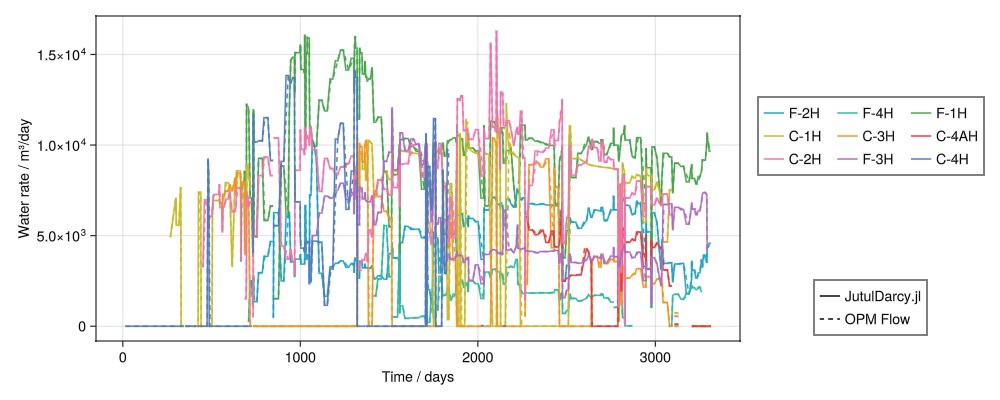 1.5×10⁴
1.0×10⁴
5.0×10³
0
Water rate / m³/day
0 1000 2000 3000
Time / days
F-2H F-4H F-1H
C-1H C-3H C-4AH
C-2H F-3H C-4H
JutulDarcy.jl
OPM Flow